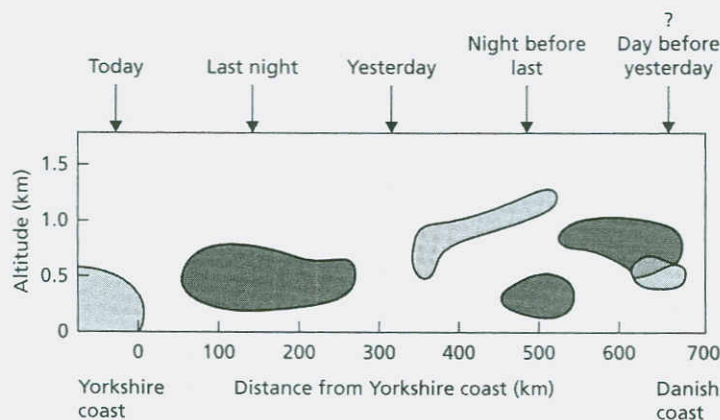 ?
Night before Day before
Today Last night Yesterday last yesterday
Altitude (km)
1.5
1.0
0.5
0
0 100 200 300 400 500 600 700
Yorkshire Distance from Yorkshire coast (km) Danish
coast coast